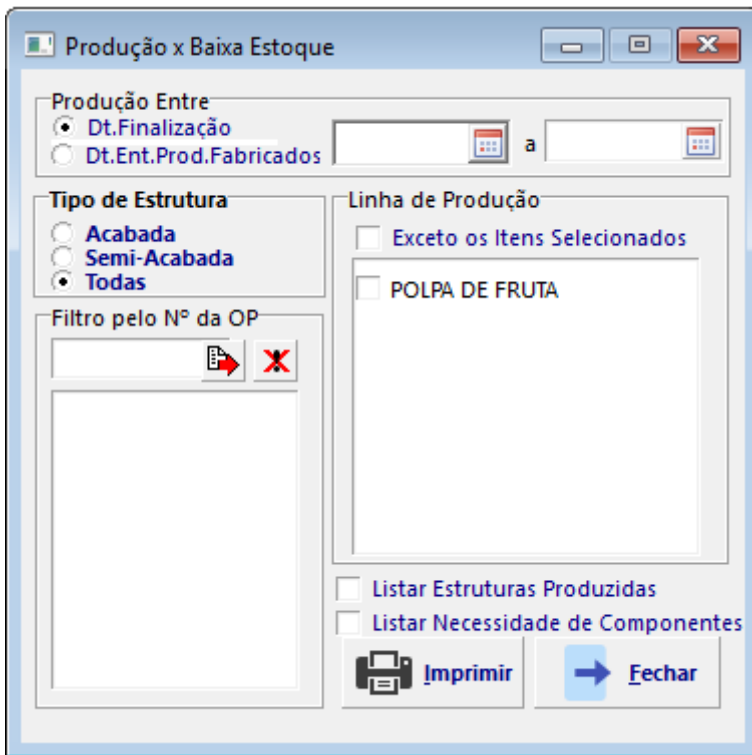 Produção x Baixa Estoque
Produção Entre
Dt.Finalização
Dt.Ent.Prod.Fabricados
a
Tipo de Estrutura
Acabada
Semi-Acabada
Todas
Linha de Produção
Exceto os Itens Selecionados
POLPA DE FRUTA
Filtro pelo Nº da OP
Listar Estruturas Produzidas
Listar Necessidade de Componentes
Imprimir
Fechar